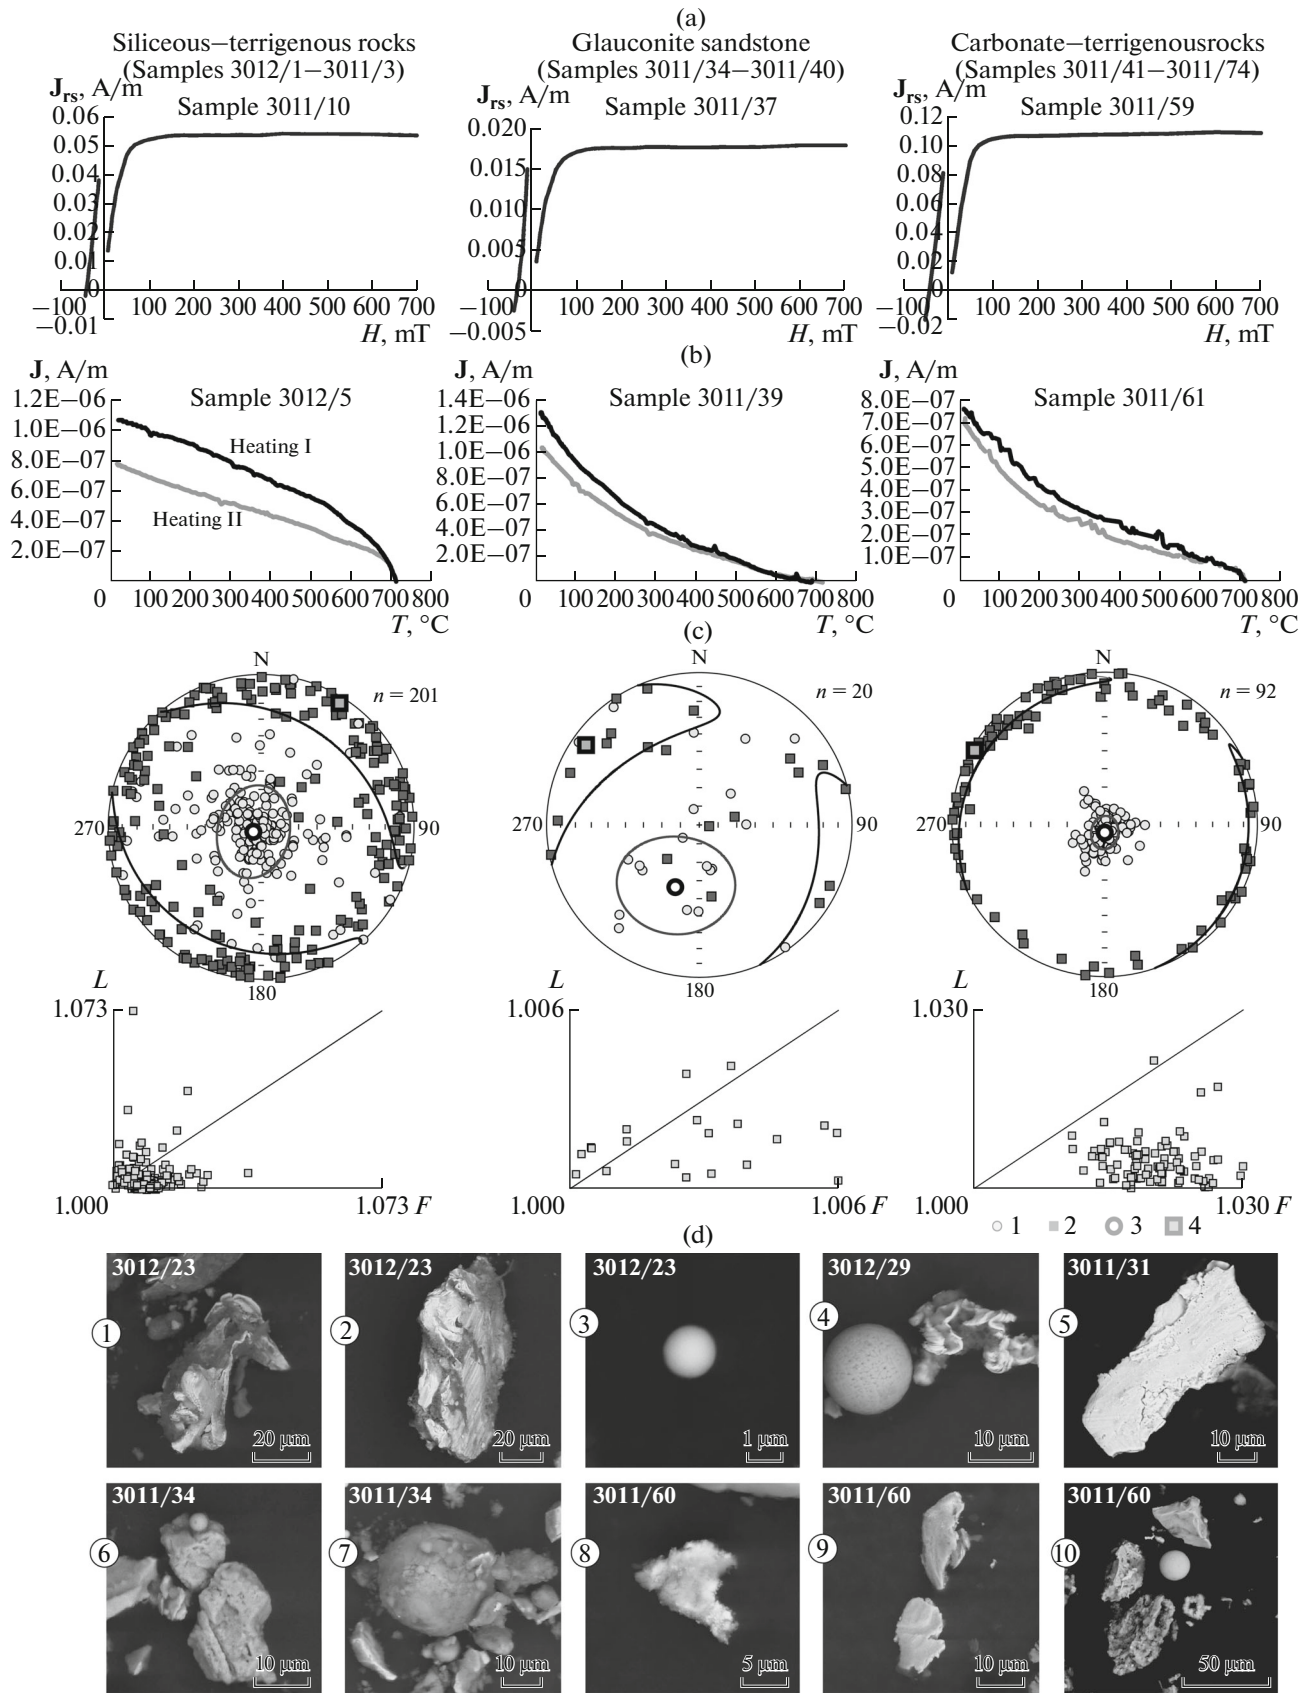 (a)
Siliceous–terrigenous rocks
(Samples 3012/1–3011/3)
Glauconite sandstone
(Samples 3011/34–3011/40)
Carbonate–terrigenousrocks
(Samples 3011/41–3011/74)
Jrs, A/m
Sample 3011/10
0.06
0.05
0.04
0.03
0.02
0.01
0
−0.01
−100 100 200 300 400 500 600 700
H, mT
Jrs, A/m
Sample 3011/37
0.020
0.015
0.010
0.005
0
−0.005
−100 100 200 300 400 500 600 700
H, mT
Jrs, A/m
Sample 3011/59
0.12
0.10
0.08
0.06
0.04
0.02
0
−0.02
−100 100 200 300 400 500 600 700
H, mT
(b)
J, A/m
Sample 3012/5
1.2E−06
1.0E−06
8.0E−07
6.0E−07
4.0E−07
2.0E−07
Heating I
Heating II
0 100 200 300 400 500 600 700 800
T, °C
J, A/m
Sample 3011/39
1.4E−06
1.2E−06
1.0E−06
8.0E−07
6.0E−07
4.0E−07
2.0E−07
0 100 200 300 400 500 600 700 800
T, °C
J, A/m
Sample 3011/61
8.0E−07
7.0E−07
6.0E−07
5.0E−07
4.0E−07
3.0E−07
2.0E−07
1.0E−07
0 100 200 300 400 500 600 700 800
T, °C
(c)
N
n = 201
270
90
180
N
n = 20
270
90
180
N
n = 92
270
90
180
L
1.073
1.000
1.073 F
L
1.006
1.000
1.006 F
L
1.030
1.000
1.030 F
1 2 3 4
(d)
3012/23
1
20 µm
3012/23
2
20 µm
3012/23
3
1 µm
3012/29
4
10 µm
3011/31
5
10 µm
3011/34
6
10 µm
3011/34
7
10 µm
3011/60
8
5 µm
3011/60
9
10 µm
3011/60
10
50 µm